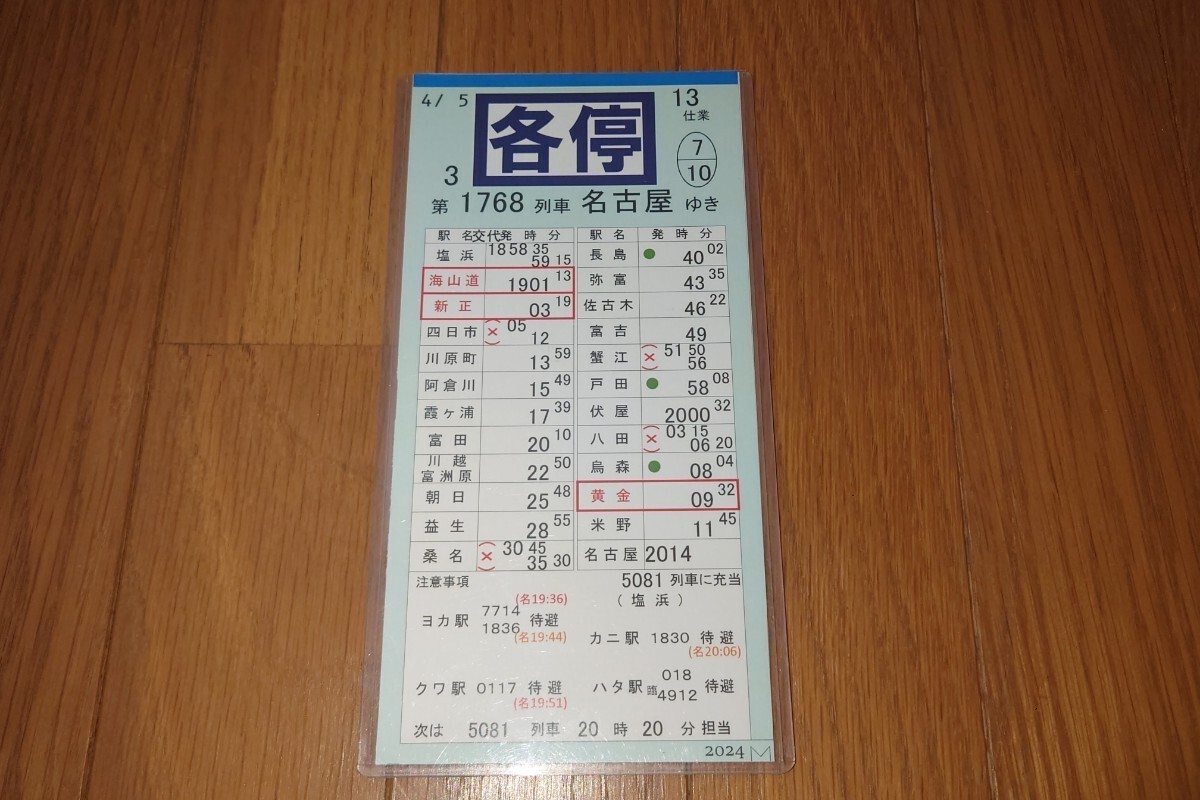 4/ 5
各停
13
仕業
3
7
10
第 1768 列車 名古屋 ゆき
駅 名 交代 発 時 分
塩 浜 18 58 35
59 15
海山道 1901 13
新 正 03 19
四日市 (×) 05
12
川原町 13 59
阿倉川 15 49
霞ヶ浦 17 39
富 田 20 10
川 越
富洲原 22 50
朝 日 25 48
益 生 28 55
桑 名 (×) 30 45
35 30
駅 名 発 時 分
長 島 ● 40 02
弥 富 43 35
佐古木 46 22
富 吉 49
蟹 江 (×) 51 50
56
戸 田 ● 58 08
伏 屋 2000 32
八 田 (×) 03 15
06 20
烏 森 ● 08 04
黄 金 09 32
米 野 11 45
名古屋 2014
注意事項
5081 列車に充当
( 塩 浜 )
(名19:36)
ヨカ駅 7714
1836 待避
(名19:44)
カニ駅 1830 待避
(名20:06)
クワ駅 0117 待避
(名19:51)
ハタ駅 018
臨4912 待避
次は 5081 列車 20 時 20 分 担当
2024